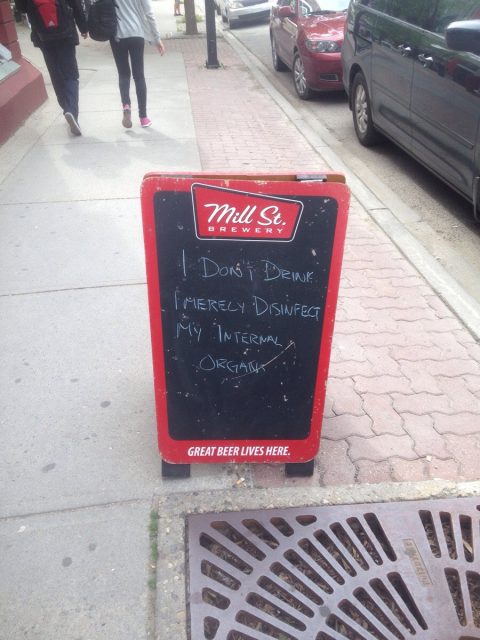 Mill St.
BREWERY
I DON'T DRINK
I MERELY DISINFECT
MY INTERNAL
ORGANS
GREAT BEER LIVES HERE.